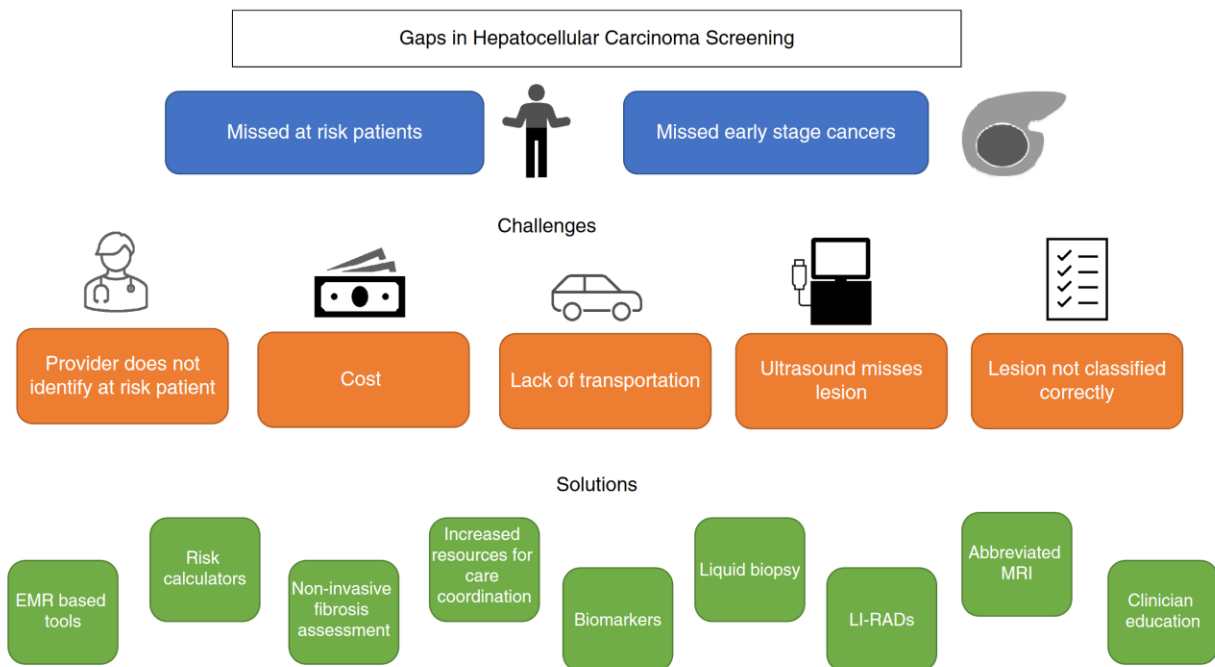 Gaps in Hepatocellular Carcinoma Screening
Missed at risk patients
Missed early stage cancers
Challenges
Provider does not
identify at risk patient
Cost
Lack of transportation
Ultrasound misses
lesion
Lesion not classified
correctly
Solutions
EMR based
tools
Risk
calculators
Non-invasive
fibrosis
assessment
Increased
resources for
care
coordination
Biomarkers
Liquid biopsy
LI-RADs
Abbreviated
MRI
Clinician
education